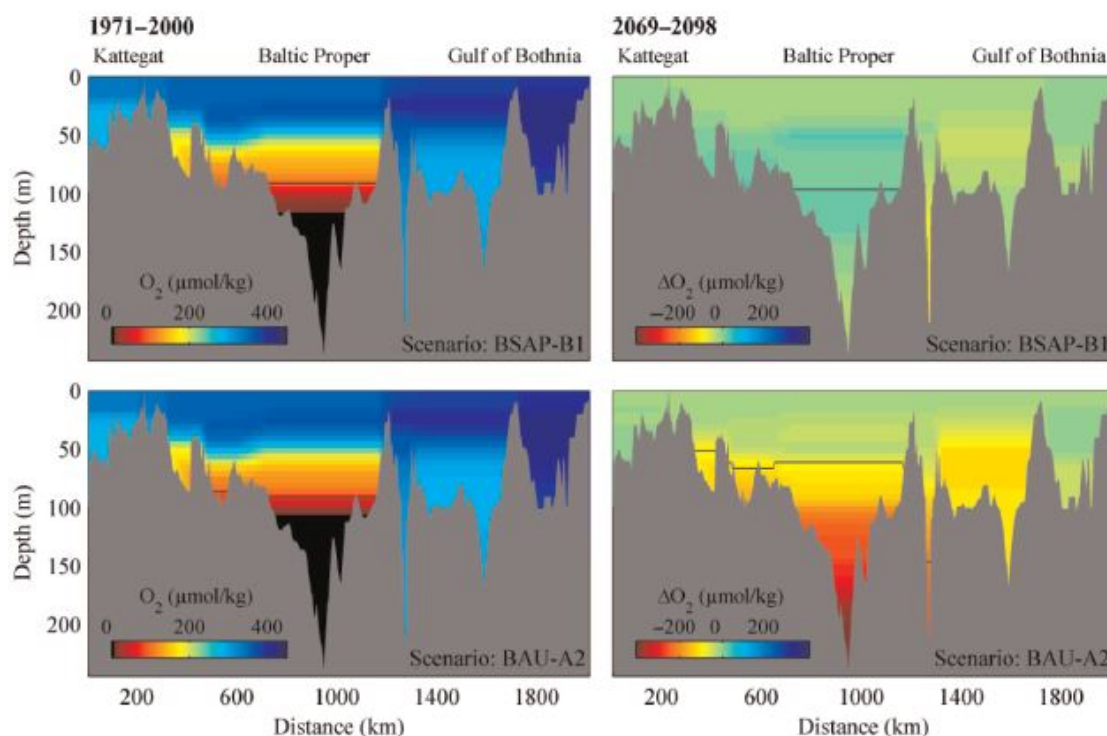 1971–2000
Kattegat Baltic Proper Gulf of Bothnia
0
50
100
150
200
Depth (m)
O2 (µmol/kg)
0 200 400
Scenario: BSAP-B1
2069–2098
Kattegat Baltic Proper Gulf of Bothnia
ΔO2 (µmol/kg)
−200 0 200
Scenario: BSAP-B1
0
50
100
150
200
Depth (m)
O2 (µmol/kg)
0 200 400
Scenario: BAU-A2
200 600 1000 1400 1800
Distance (km)
ΔO2 (µmol/kg)
−200 0 200
Scenario: BAU-A2
200 600 1000 1400 1800
Distance (km)